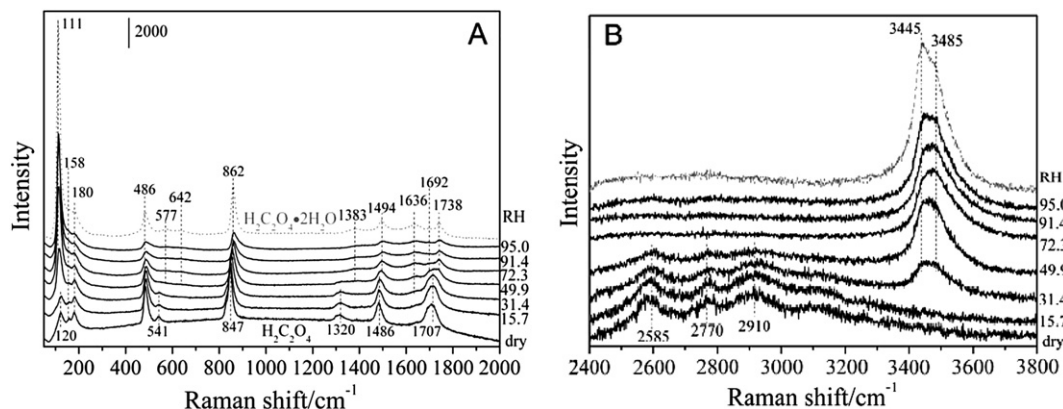 111
2000
A
158
180
486
577
642
862
1383
1494
1636
1692
1738
H2C2O4•2H2O
RH
95.0
91.4
72.3
49.9
31.4
15.7
dry
120
541
847
H2C2O4
1320
1486
1707
0 200 400 600 800 1000 1200 1400 1600 1800 2000
Raman shift/cm-1
Intensity
B
3445
3485
RH
95.0
91.4
72.3
49.9
31.4
15.7
dry
2585
2770
2910
2400 2600 2800 3000 3200 3400 3600 3800
Raman shift/cm-1
Intensity